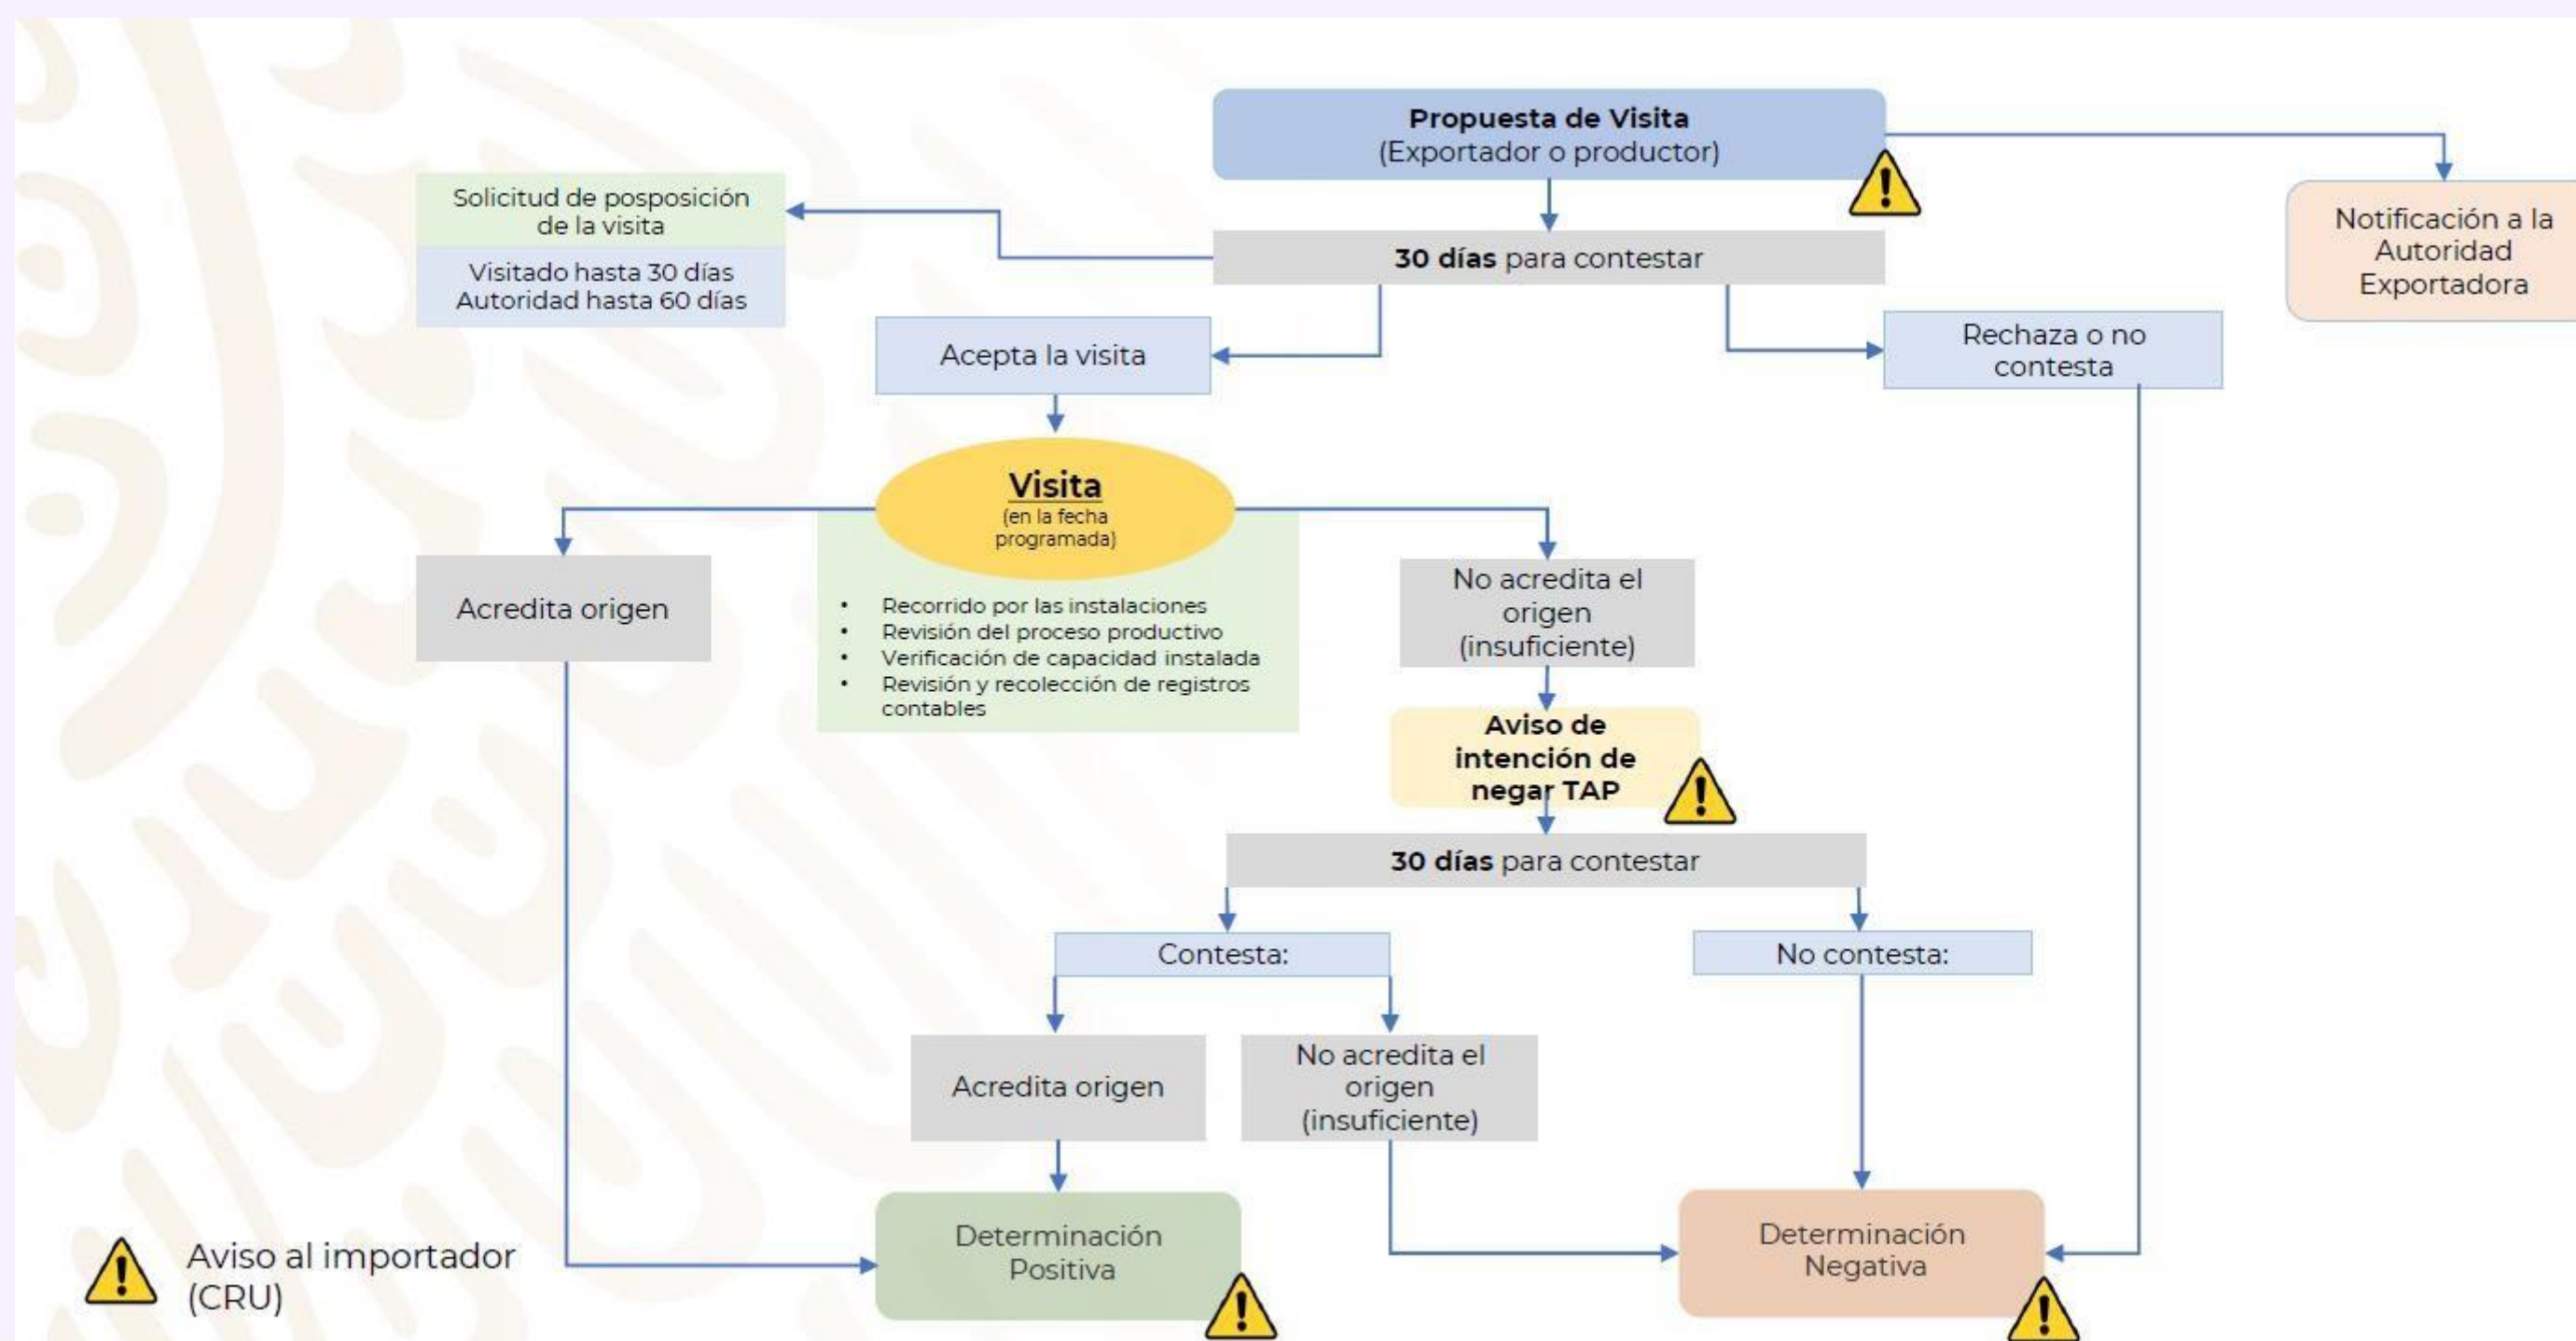 Propuesta de Visita
(Exportador o productor)
Solicitud de posposición
de la visita
Visitado hasta 30 días
Autoridad hasta 60 días
30 días para contestar
Notificación a la
Autoridad
Exportadora
Acepta la visita
Rechaza o no
contesta
Visita
(en la fecha
programada)
Acredita origen
• Recorrido por las instalaciones
• Revisión del proceso productivo
• Verificación de capacidad instalada
• Revisión y recolección de registros
contables
No acredita el
origen
(insuficiente)
Aviso de
intención de
negar TAP
30 días para contestar
Contesta:
No contesta:
Acredita origen
No acredita el
origen
(insuficiente)
Determinación
Positiva
Determinación
Negativa
Aviso al importador
(CRU)